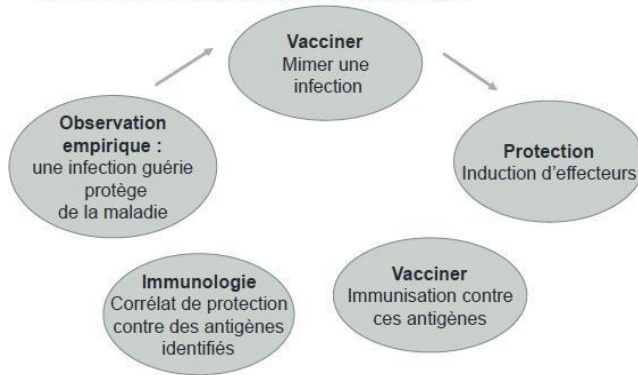 Vacciner
Mimer une
infection
Observation
empirique :
une infection guérie
protège
de la maladie
Protection
Induction d'effecteurs
Immunologie
Corrélat de protection
contre des antigènes
identifiés
Vacciner
Immunisation contre
ces antigènes